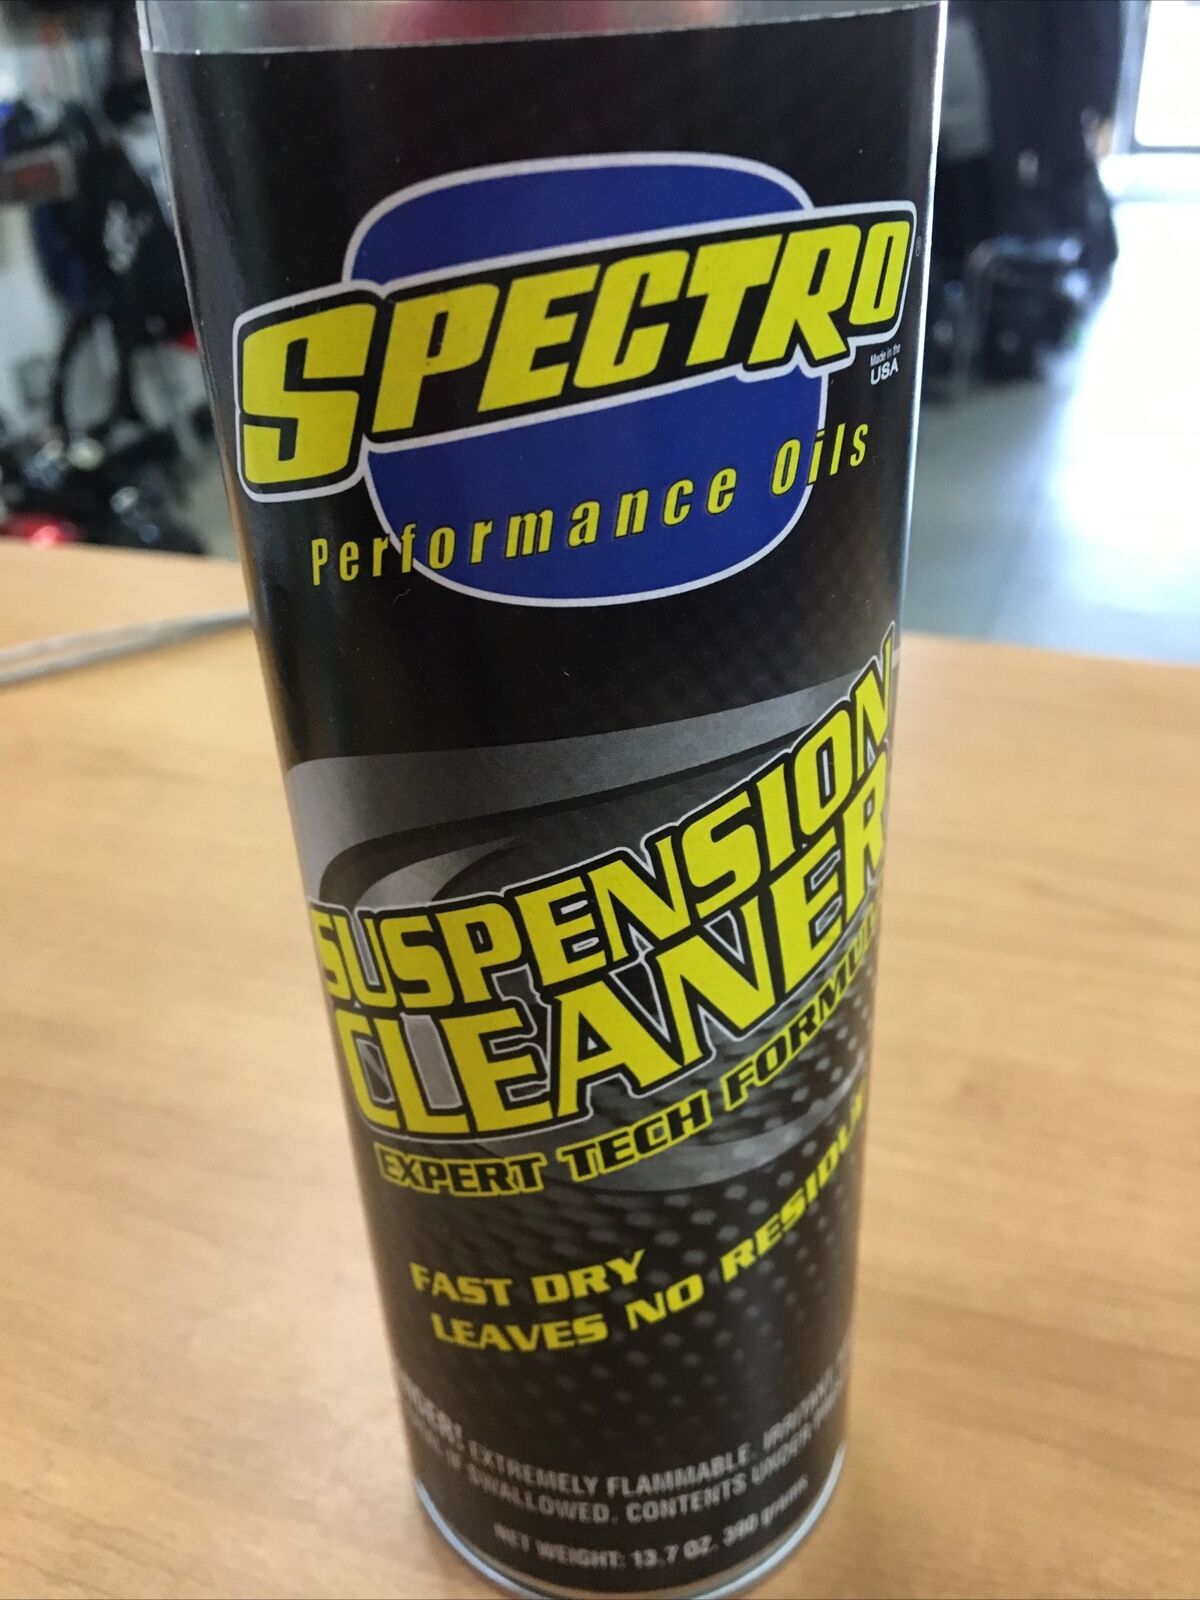 SPECTRO®
Made in the
USA
Performance Oils
SUSPENSION
CLEANER
EXPERT TECH
FAST DRY
LEAVES NO RESIDUE
EXTREMELY FLAMMABLE.
IF SWALLOWED. CONTENTS UNDER
NET WEIGHT: 13.7 OZ. 390 grams